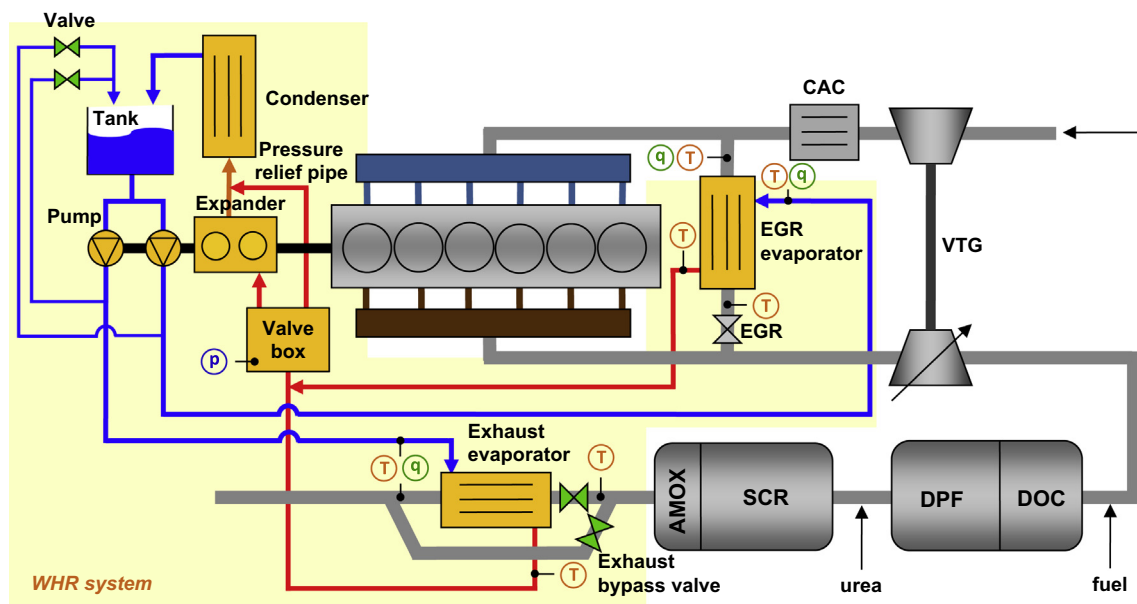 Valve
Tank
Condenser
Pressure
relief pipe
Pump
Expander
Valve
box
p
CAC
q T
T q
T
EGR
evaporator
T
EGR
VTG
Exhaust
evaporator
T q
T
AMOX
SCR
DPF
DOC
Exhaust
bypass valve
T
urea
fuel
WHR system